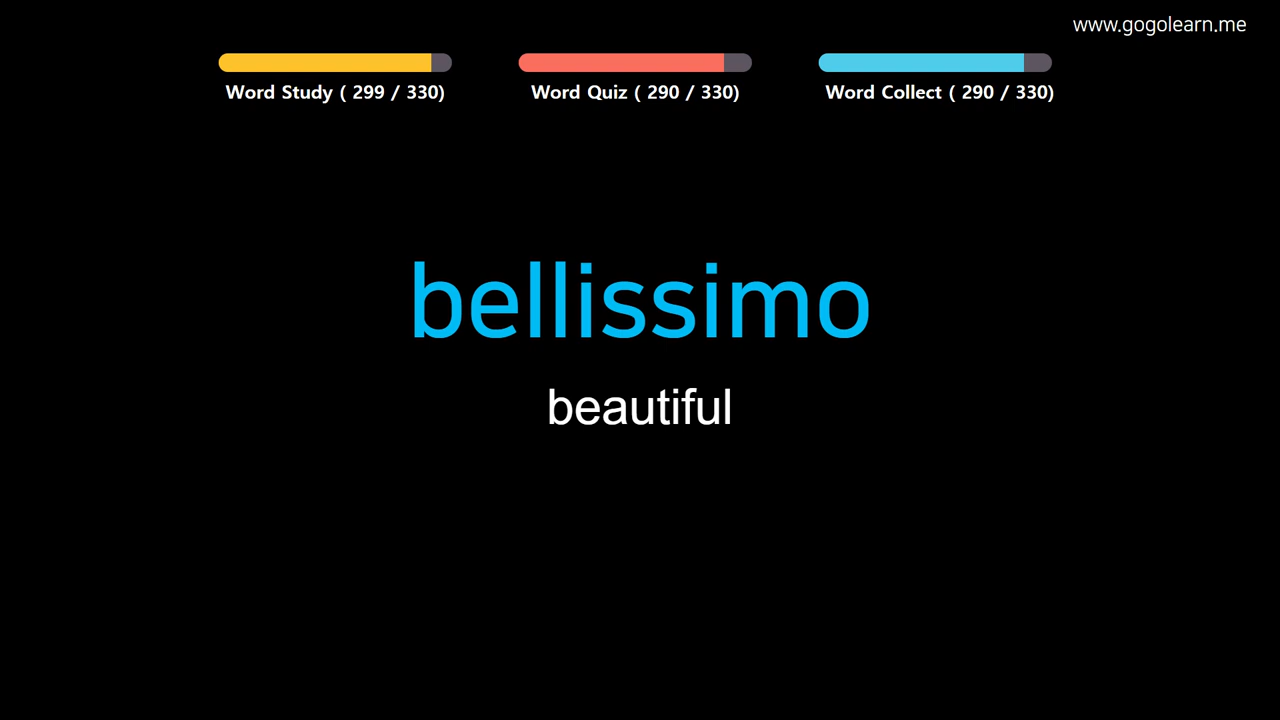 www.gogolearn.me
Word Study ( 299 / 330)
Word Quiz ( 290 / 330)
Word Collect ( 290 / 330)
bellissimo
beautiful